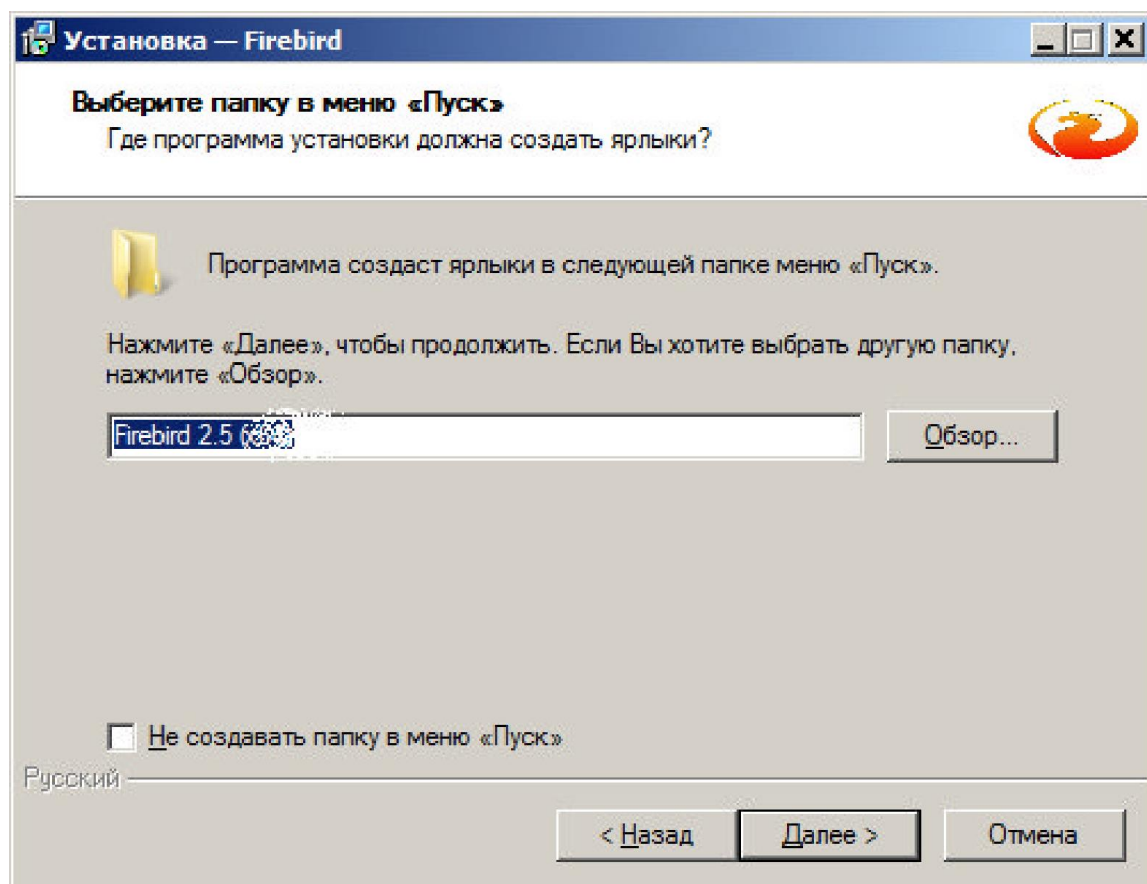 Установка — Firebird
Выберите папку в меню «Пуск»
Где программа установки должна создать ярлыки?
Программа создаст ярлыки в следующей папке меню «Пуск».
Нажмите «Далее», чтобы продолжить. Если Вы хотите выбрать другую папку,
нажмите «Обзор».
Firebird 2.5
Обзор...
Не создавать папку в меню «Пуск»
Русский
< Назад
Далее >
Отмена